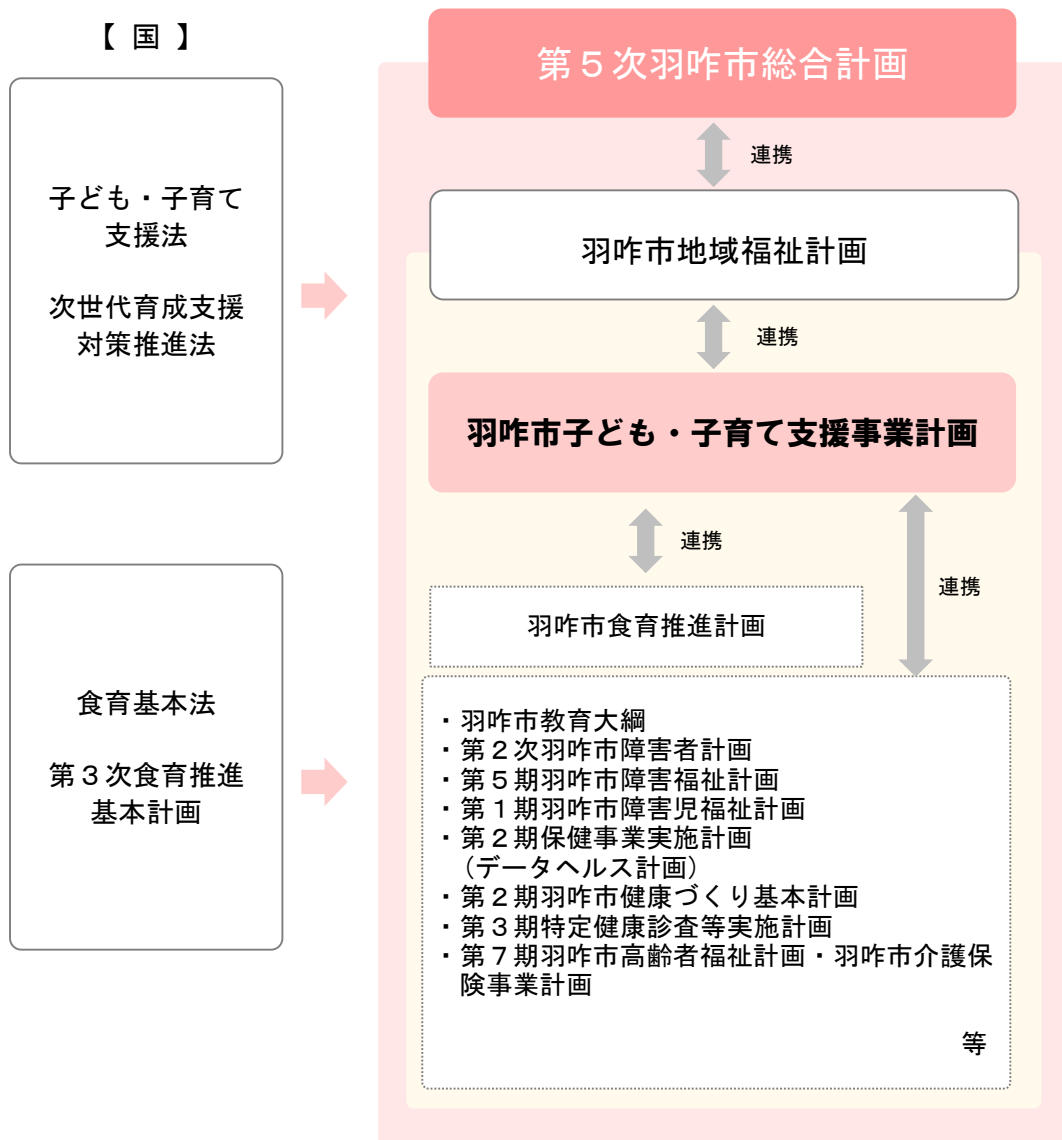 【 国 】
子ども・子育て
支援法
次世代育成支援
対策推進法
食育基本法
第３次食育推進
基本計画
第５次羽咋市総合計画
連携
羽咋市地域福祉計画
連携
羽咋市子ども・子育て支援事業計画
連携
連携
羽咋市食育推進計画
・羽咋市教育大綱
・第２次羽咋市障害者計画
・第５期羽咋市障害福祉計画
・第１期羽咋市障害児福祉計画
・第２期保健事業実施計画
（データヘルス計画）
・第２期羽咋市健康づくり基本計画
・第３期特定健康診査等実施計画
・第７期羽咋市高齢者福祉計画・羽咋市介護保
険事業計画
等